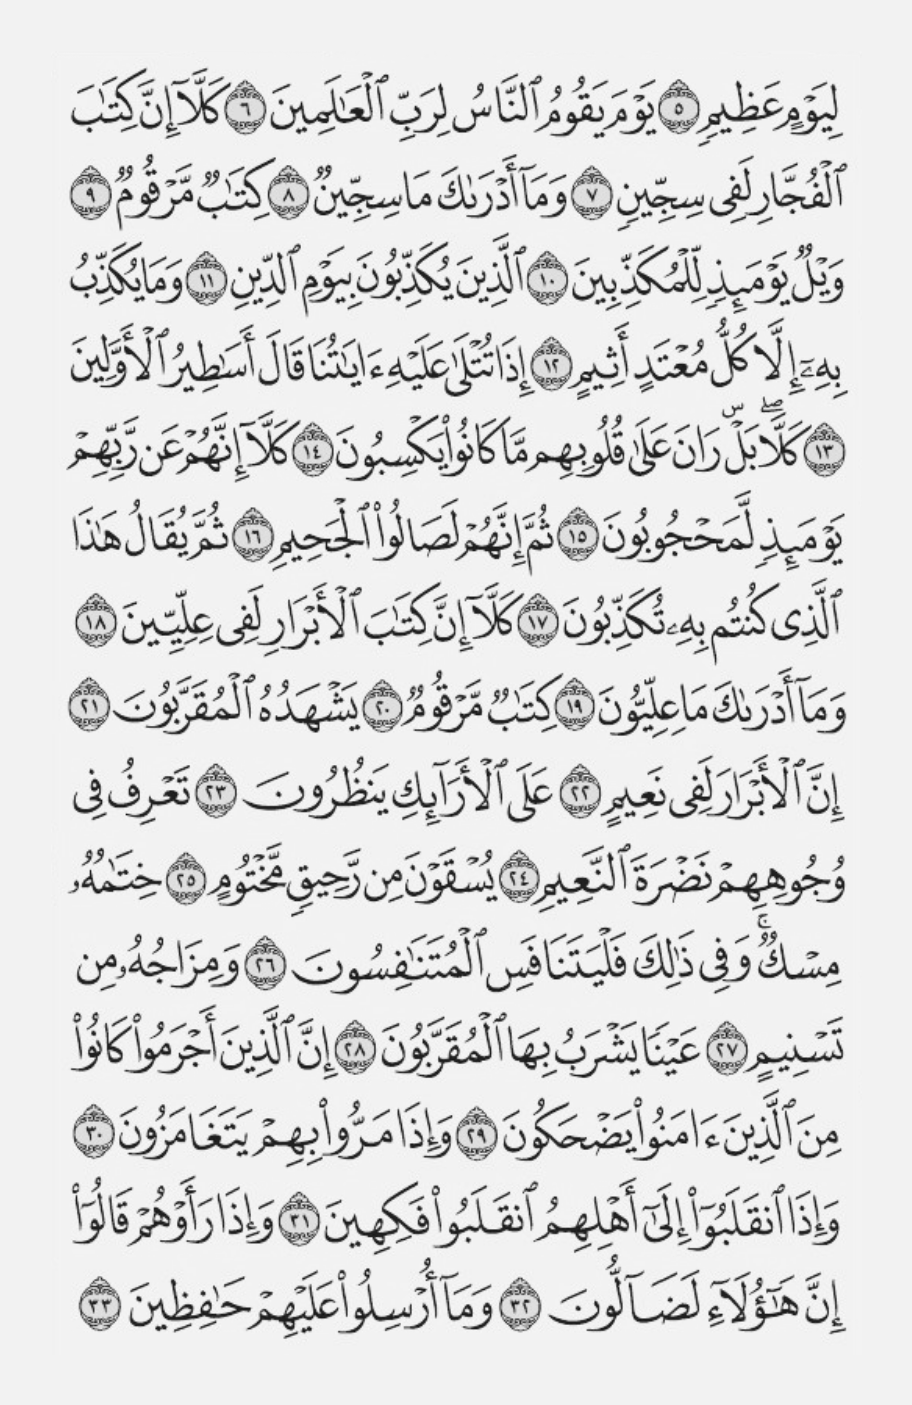 لِيَوۡمٍ عَظِيمٖ ٥ يَوۡمَ يَقُومُ ٱلنَّاسُ لِرَبِّ ٱلۡعَٰلَمِينَ ٦ كَلَّآ إِنَّ كِتَٰبَ
ٱلۡفُجَّارِ لَفِي سِجِّينٖ ٧ وَمَآ أَدۡرَىٰكَ مَا سِجِّينٞ ٨ كِتَٰبٞ مَّرۡقُومٞ ٩
وَيۡلٞ يَوۡمَئِذٖ لِّلۡمُكَذِّبِينَ ١٠ ٱلَّذِينَ يُكَذِّبُونَ بِيَوۡمِ ٱلدِّينِ ١١ وَمَا يُكَذِّبُ
بِهِۦٓ إِلَّا كُلُّ مُعۡتَدٍ أَثِيمٍ ١٢ إِذَا تُتۡلَىٰ عَلَيۡهِ ءَايَٰتُنَا قَالَ أَسَٰطِيرُ ٱلۡأَوَّلِينَ
١٣ كَلَّاۖ بَلۡۜ رَانَ عَلَىٰ قُلُوبِهِم مَّا كَانُواْ يَكۡسِبُونَ ١٤ كَلَّآ إِنَّهُمۡ عَن رَّبِّهِمۡ
يَوۡمَئِذٖ لَّمَحۡجُوبُونَ ١٥ ثُمَّ إِنَّهُمۡ لَصَالُواْ ٱلۡجَحِيمِ ١٦ ثُمَّ يُقَالُ هَٰذَا
ٱلَّذِي كُنتُم بِهِۦ تُكَذِّبُونَ ١٧ كَلَّآ إِنَّ كِتَٰبَ ٱلۡأَبۡرَارِ لَفِي عِلِّيِّينَ ١٨
وَمَآ أَدۡرَىٰكَ مَا عِلِّيُّونَ ١٩ كِتَٰبٞ مَّرۡقُومٞ ٢٠ يَشۡهَدُهُ ٱلۡمُقَرَّبُونَ ٢١
إِنَّ ٱلۡأَبۡرَارَ لَفِي نَعِيمٍ ٢٢ عَلَى ٱلۡأَرَآئِكِ يَنظُرُونَ ٢٣ تَعۡرِفُ فِي
وُجُوهِهِمۡ نَضۡرَةَ ٱلنَّعِيمِ ٢٤ يُسۡقَوۡنَ مِن رَّحِيقٖ مَّخۡتُومٍ ٢٥ خِتَٰمُهُۥ
مِسۡكٞۚ وَفِي ذَٰلِكَ فَلۡيَتَنَافَسِ ٱلۡمُتَنَٰفِسُونَ ٢٦ وَمِزَاجُهُۥ مِن
تَسۡنِيمٍ ٢٧ عَيۡنٗا يَشۡرَبُ بِهَا ٱلۡمُقَرَّبُونَ ٢٨ إِنَّ ٱلَّذِينَ أَجۡرَمُواْ كَانُواْ
مِنَ ٱلَّذِينَ ءَامَنُواْ يَضۡحَكُونَ ٢٩ وَإِذَا مَرُّواْ بِهِمۡ يَتَغَامَزُونَ ٣٠
وَإِذَا ٱنقَلَبُوٓاْ إِلَىٰٓ أَهۡلِهِمُ ٱنقَلَبُواْ فَكِهِينَ ٣١ وَإِذَا رَأَوۡهُمۡ قَالُوٓاْ
إِنَّ هَٰٓؤُلَآءِ لَضَآلُّونَ ٣٢ وَمَآ أُرۡسِلُواْ عَلَيۡهِمۡ حَٰفِظِينَ ٣٣